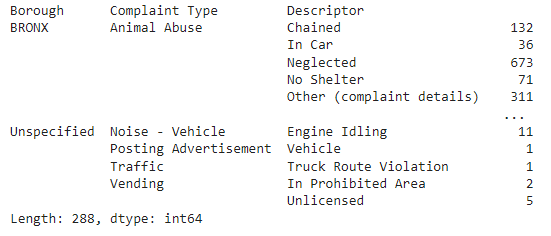 Borough      Complaint Type         Descriptor
BRONX        Animal Abuse           Chained                      132
                                    In Car                        36
                                    Neglected                    673
                                    No Shelter                    71
                                    Other (complaint details)    311
                                                                ...
Unspecified  Noise - Vehicle        Engine Idling                 11
             Posting Advertisement  Vehicle                        1
             Traffic                Truck Route Violation          1
             Vending                In Prohibited Area             2
                                    Unlicensed                     5
Length: 288, dtype: int64